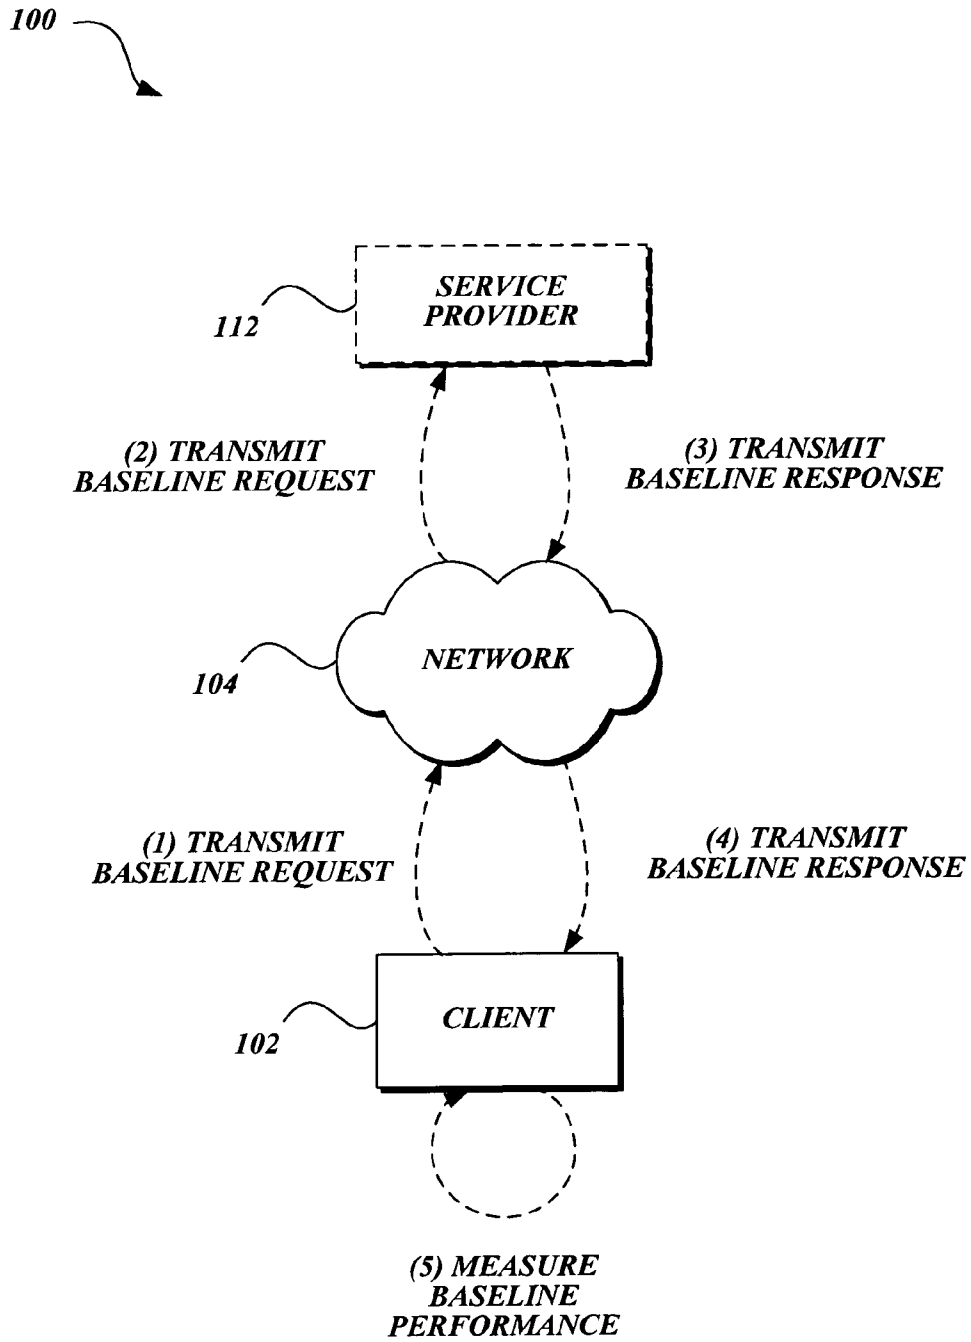 100
SERVICE
PROVIDER
112
(2) TRANSMIT
BASELINE REQUEST
(3) TRANSMIT
BASELINE RESPONSE
NETWORK
104
(1) TRANSMIT
BASELINE REQUEST
(4) TRANSMIT
BASELINE RESPONSE
CLIENT
102
(5) MEASURE
BASELINE
PERFORMANCE